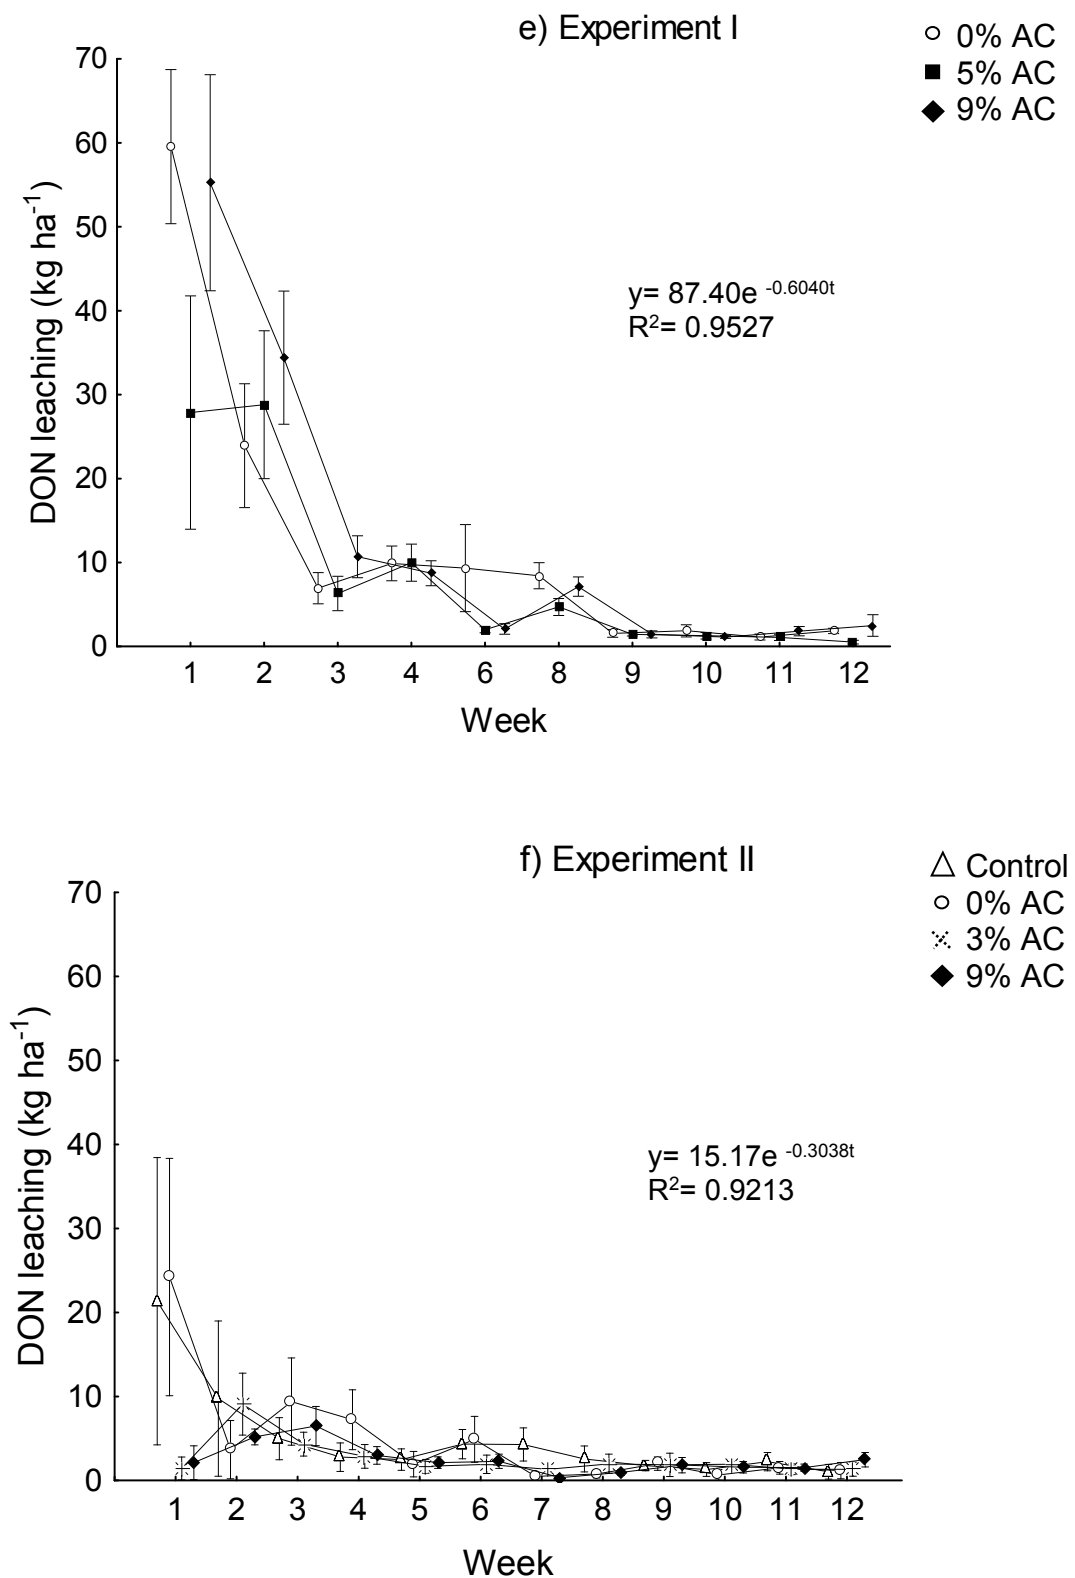 e) Experiment I
0% AC
5% AC
9% AC
70
60
50
40
30
20
10
0
DON leaching (kg ha-1)
y= 87.40e -0.6040t
R2= 0.9527
1 2 3 4 6 8 9 10 11 12
Week
f) Experiment II
Control
0% AC
3% AC
9% AC
70
60
50
40
30
20
10
0
DON leaching (kg ha-1)
y= 15.17e -0.3038t
R2= 0.9213
1 2 3 4 5 6 7 8 9 10 11 12
Week